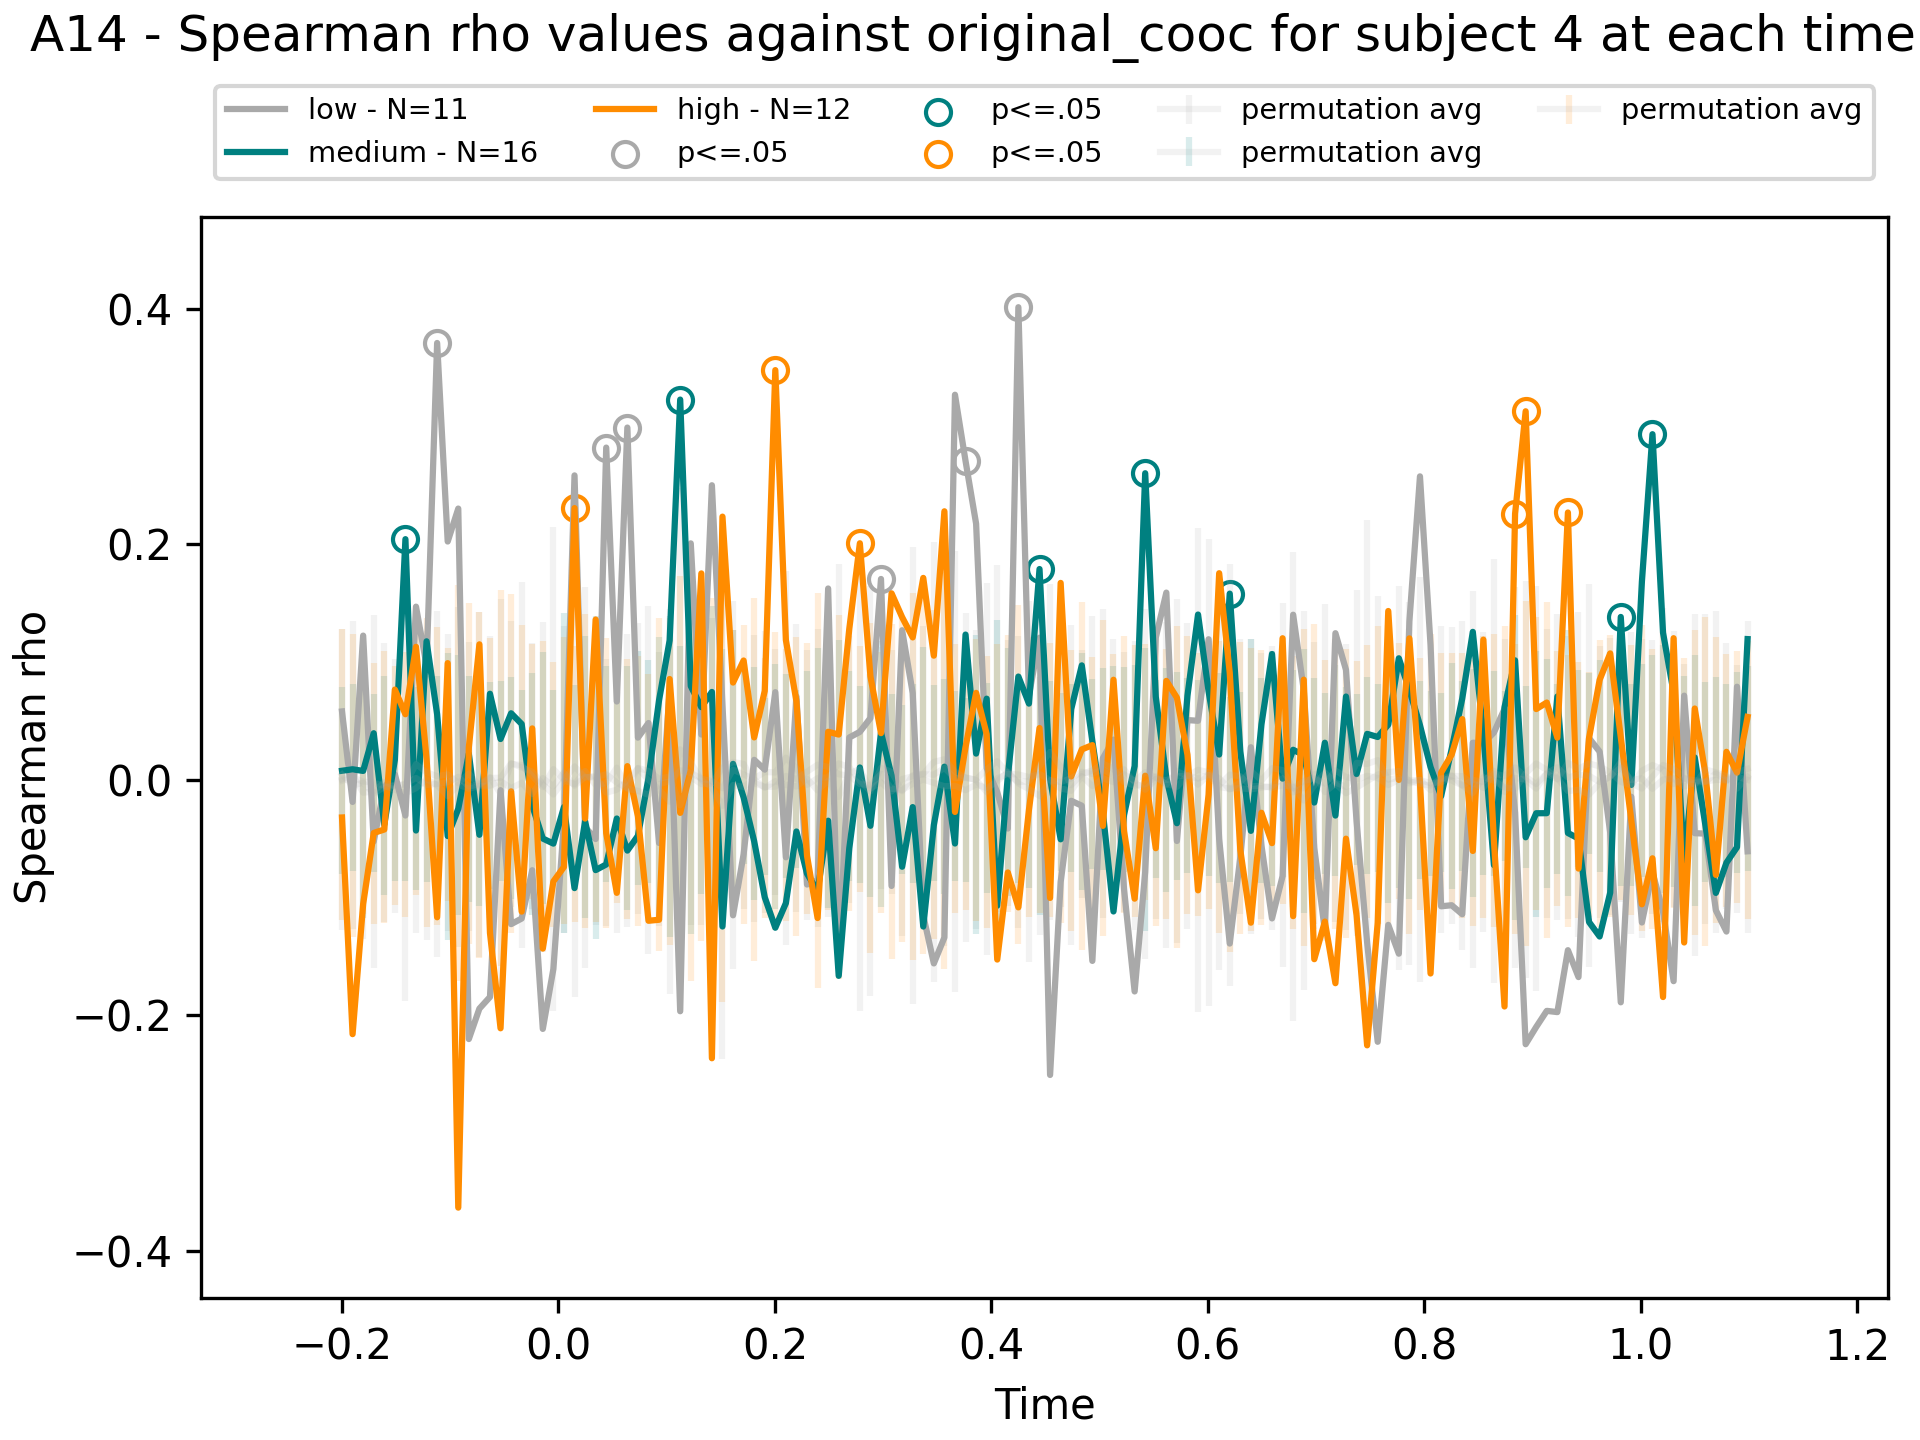 A14 - Spearman rho values against original_cooc for subject 4 at each time
low - N=11
medium - N=16
high - N=12
p<=.05
p<=.05
p<=.05
permutation avg
permutation avg
permutation avg
Spearman rho
0.4
0.2
0.0
−0.2
−0.4
−0.2 0.0 0.2 0.4 0.6 0.8 1.0 1.2
Time